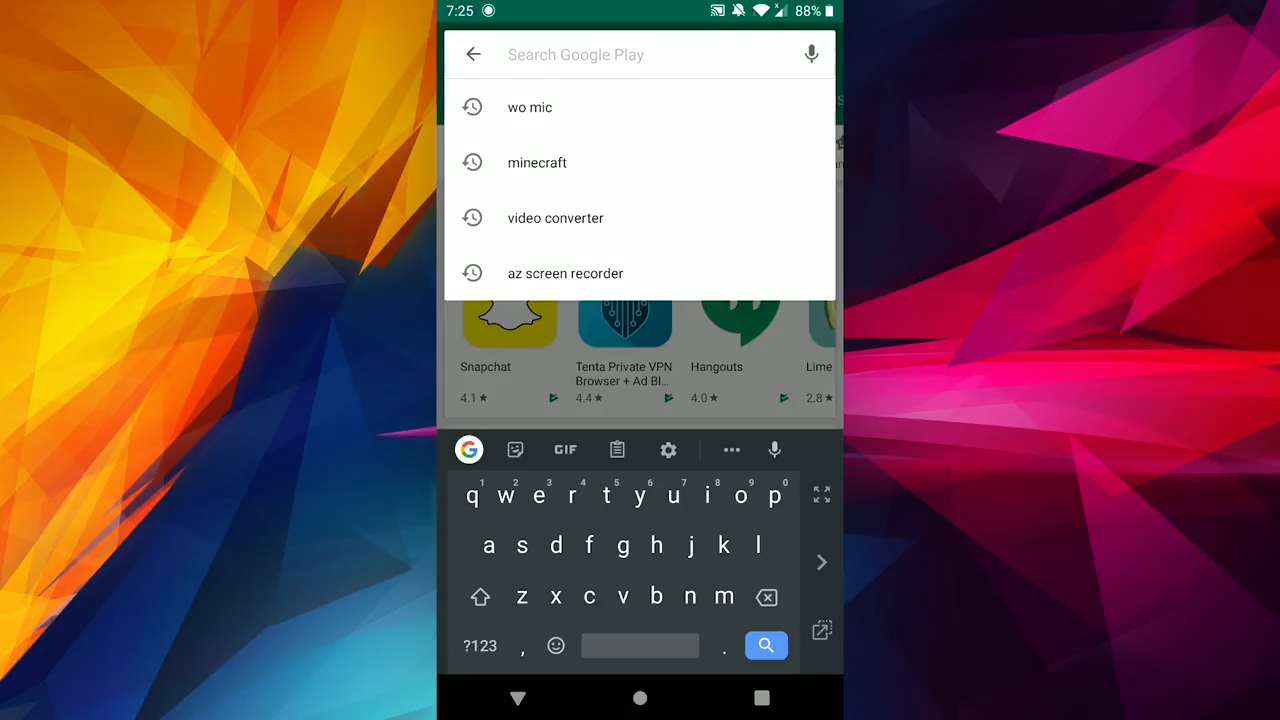 7:25 88%
Search Google Play
wo mic
minecraft
video converter
az screen recorder
Snapchat Tenta Private VPN Hangouts Lime
Browser + Ad Bl...
4.1★ 4.4★ 4.0★ 2.8★
G GIF
1 2 3 4 5 6 7 8 9 0
q w e r t y u i o p
a s d f g h j k l
z x c v b n m
?123 , .